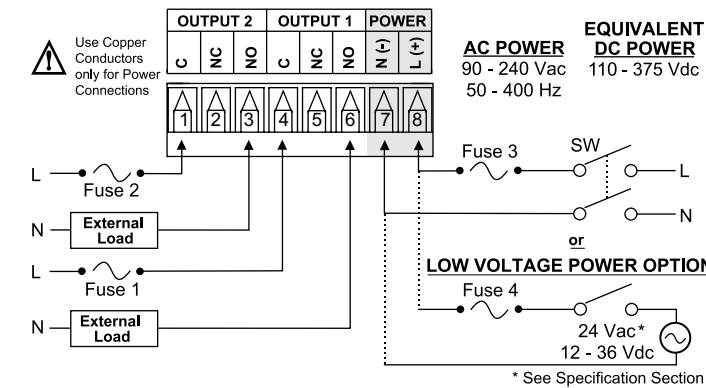 OUTPUT 2 OUTPUT 1 POWER
C NC NO C NC NO N (-) L (+)
1 2 3 4 5 6 7 8
Use Copper
Conductors
only for Power
Connections
AC POWER
90 - 240 Vac
50 - 400 Hz
EQUIVALENT
DC POWER
110 - 375 Vdc
L
Fuse 2
N
External
Load
L
Fuse 1
N
External
Load
Fuse 3
SW
L
N
or
LOW VOLTAGE POWER OPTION
Fuse 4
24 Vac*
12 - 36 Vdc
* See Specification Section